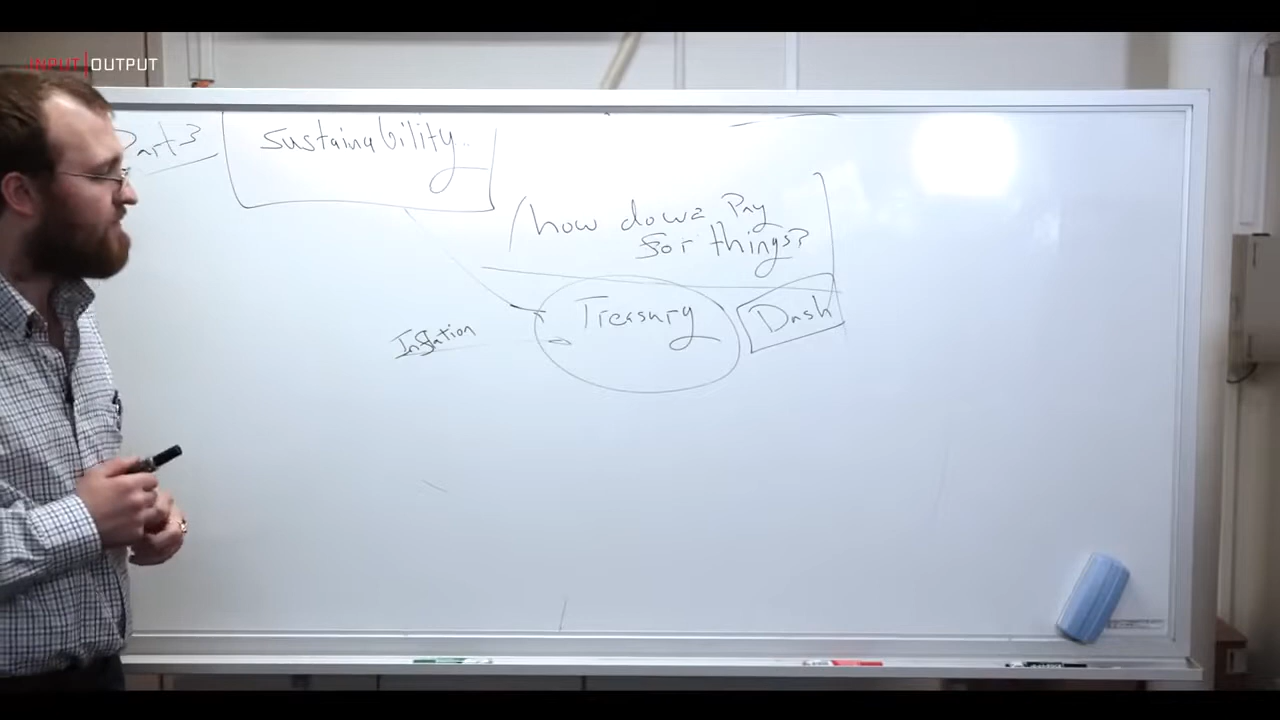 INPUT | OUTPUT
Part 3
Sustainability
how do we Pay
for things?
Treasury
Dash
Inflation